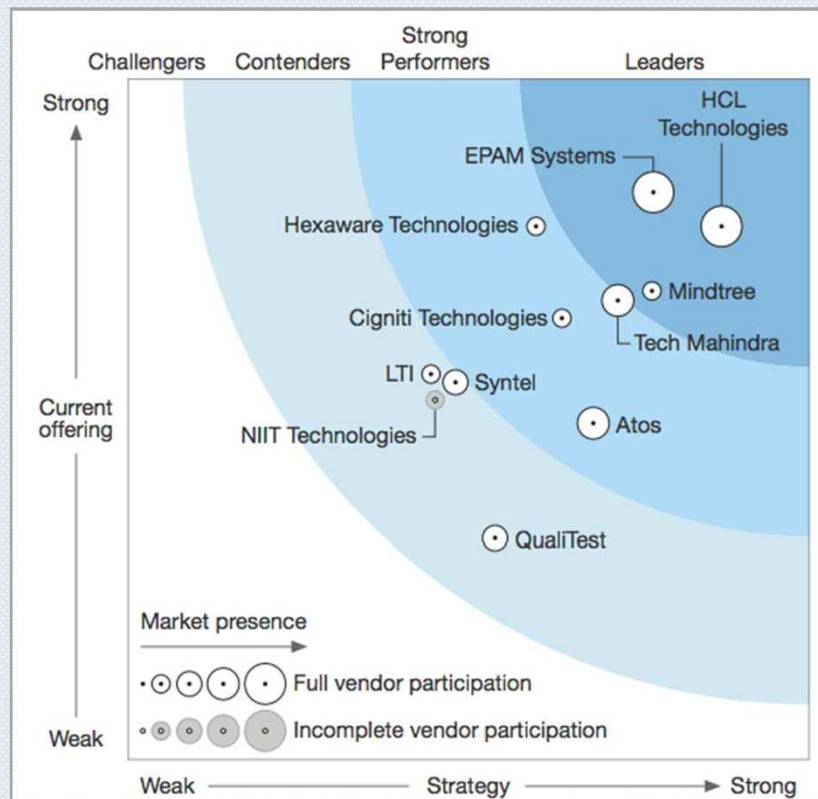 Strong
Challengers Contenders Performers Leaders
Strong
HCL
Technologies
EPAM Systems
Hexaware Technologies
Mindtree
Cigniti Technologies
Tech Mahindra
LTI
Syntel
Current
offering
NIIT Technologies
Atos
QualiTest
Market presence
Full vendor participation
Incomplete vendor participation
Weak
Weak Strategy Strong